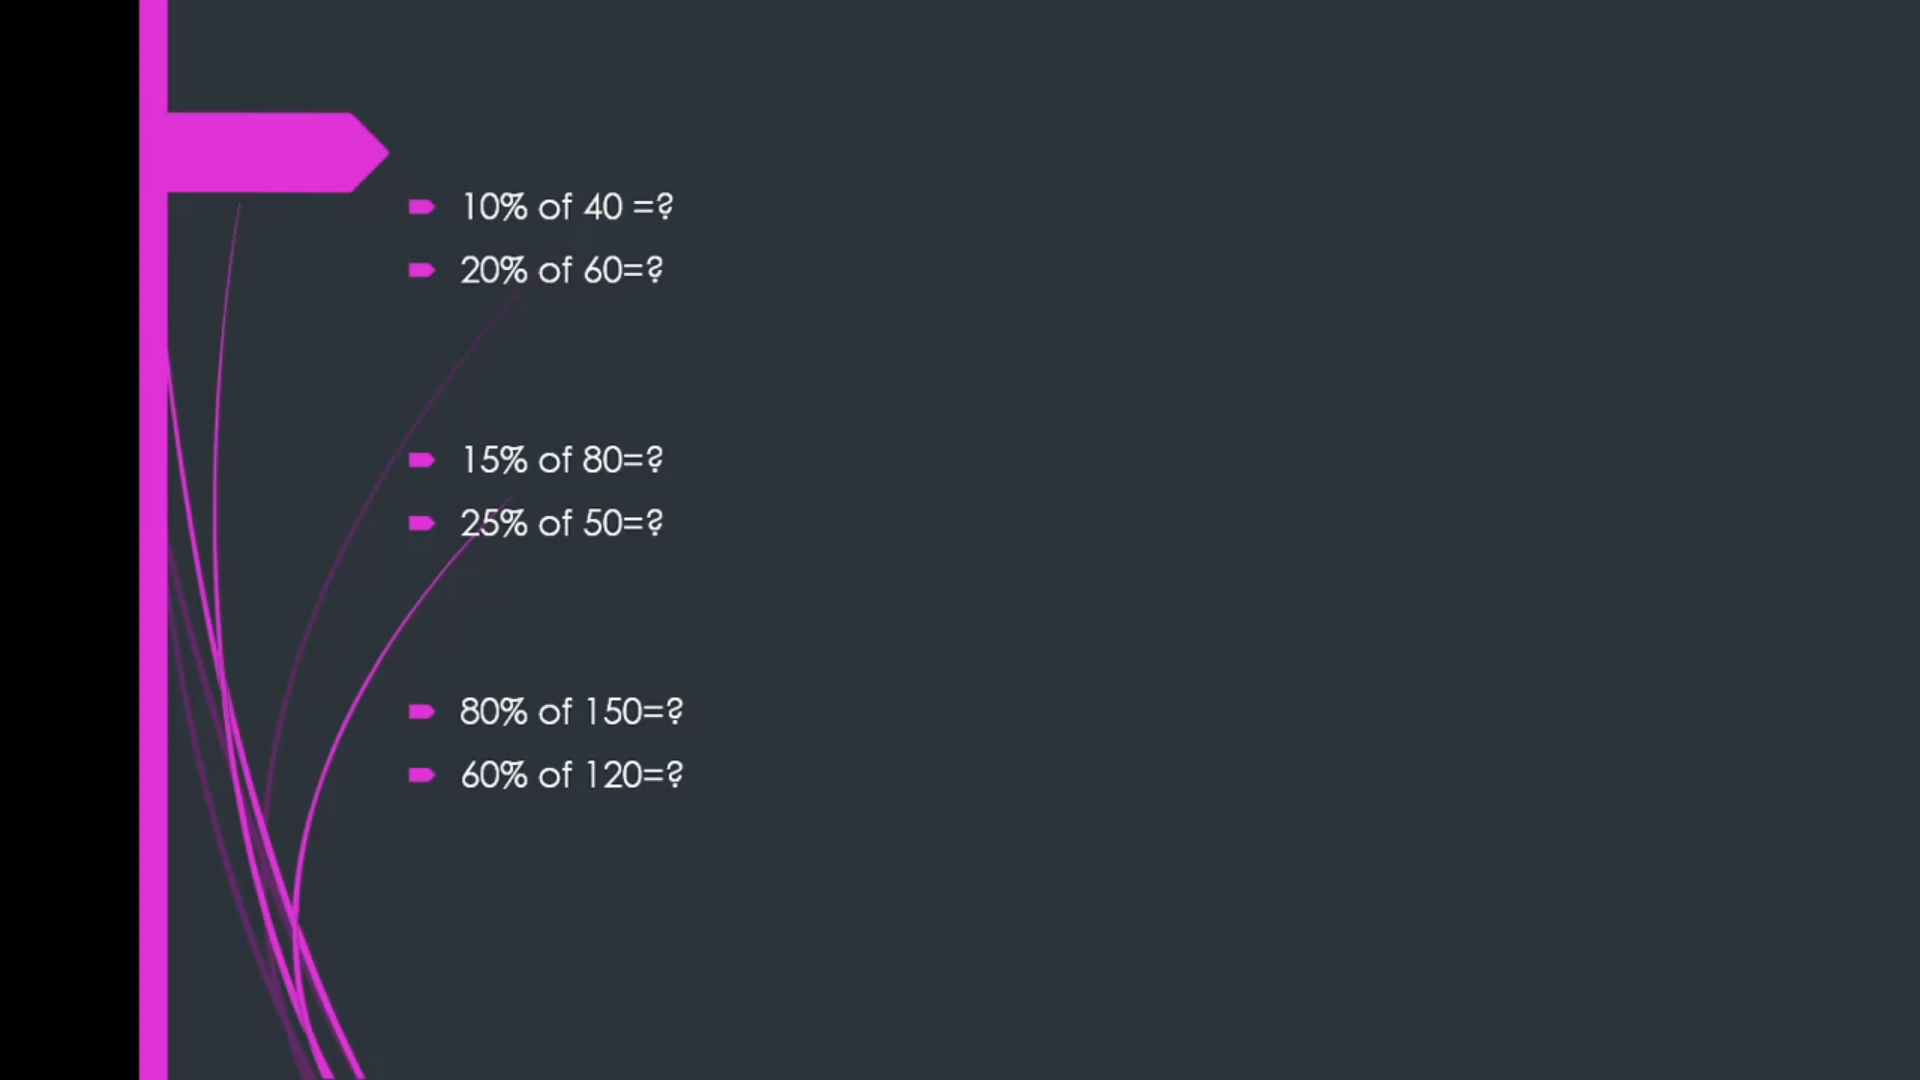 10% of 40 =?
20% of 60=?
15% of 80=?
25% of 50=?
80% of 150=?
60% of 120=?